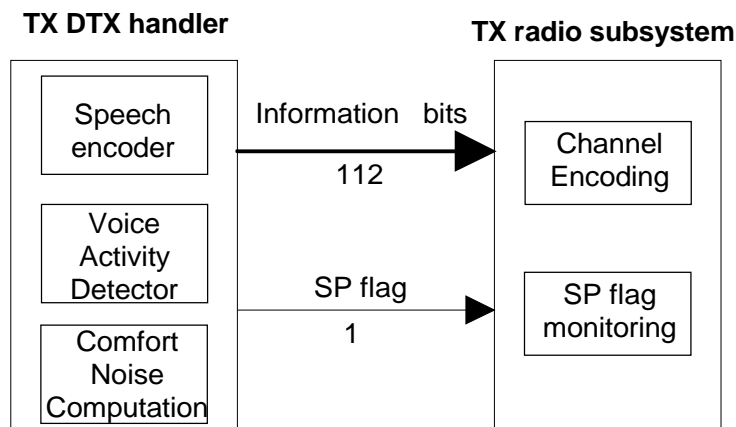 TX DTX handler
TX radio subsystem
Speech
encoder
Information bits
112
Channel
Encoding
Voice
Activity
Detector
SP flag
1
SP flag
monitoring
Comfort
Noise
Computation